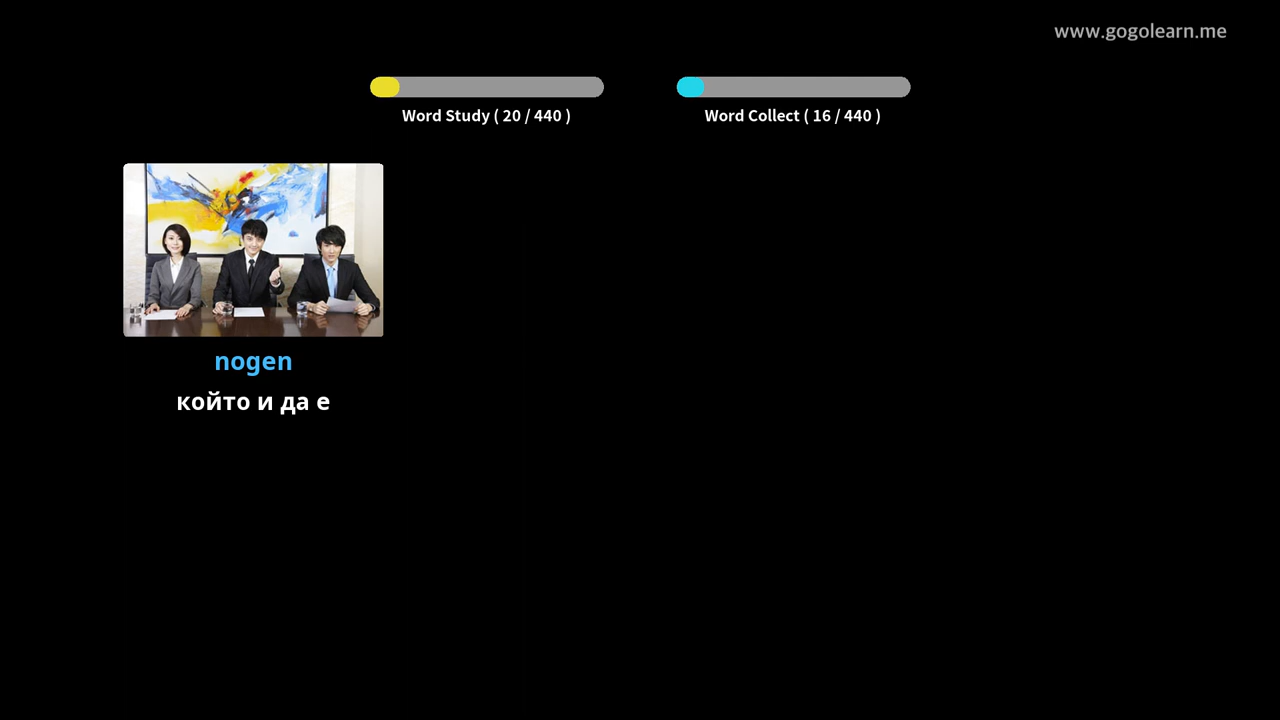 www.gogolearn.me
Word Study ( 20 / 440 )
Word Collect ( 16 / 440 )
nogen
който и да е